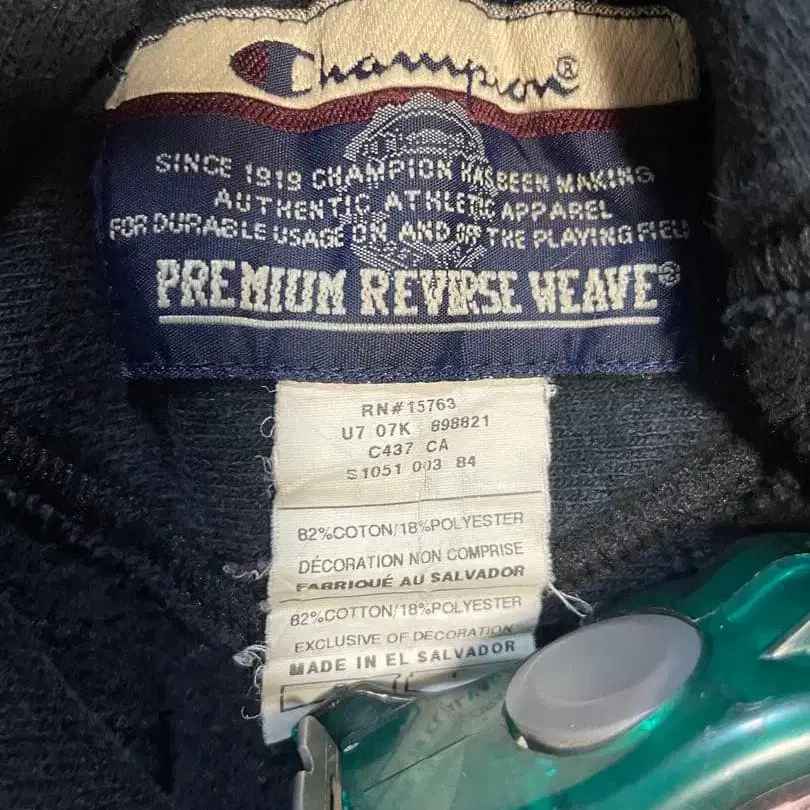 Champion®
SINCE 1919 CHAMPION HAS BEEN MAKING
AUTHENTIC ATHLETIC APPAREL
FOR DURABLE USAGE ON AND OFF THE PLAYING FIELD
PREMIUM REVERSE WEAVE®
RN#15763
U7 07K 898821
C437 CA
S1051 003 84
82%COTON/18%POLYESTER
DÉCORATION NON COMPRISE
FABRIQUÉ AU SALVADOR
82%COTTON/18%POLYESTER
EXCLUSIVE OF DECORATION
MADE IN EL SALVADOR